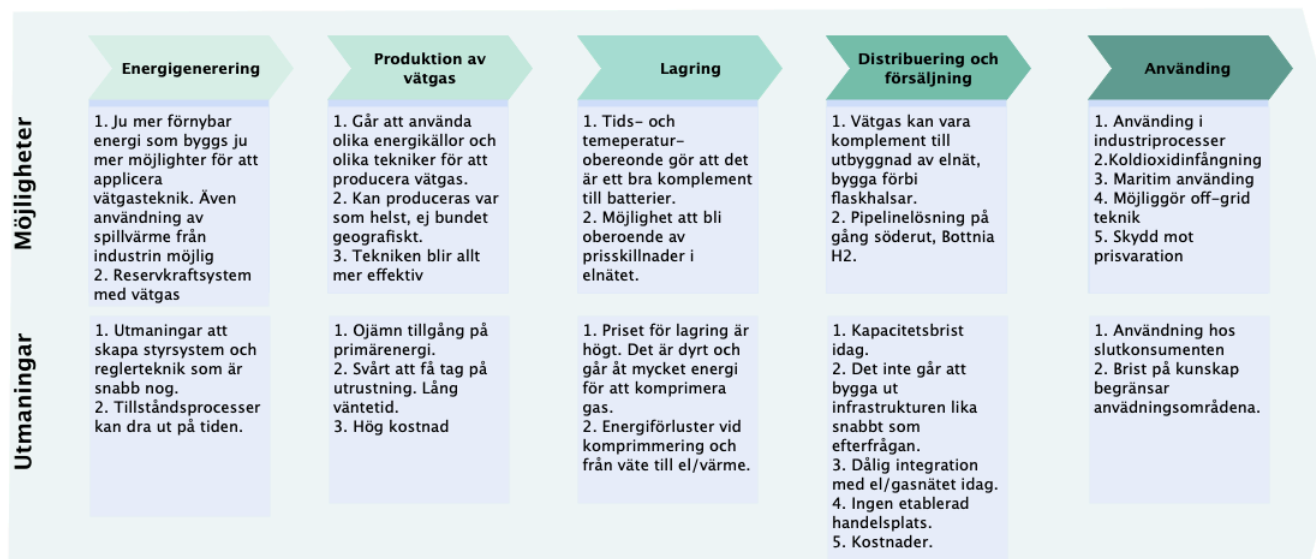 Energigenerering
Produktion av
vätgas
Lagring
Distribuering och
försäljning
Använding
Möjligheter
1. Ju mer förnybar
energi som byggs ju
mer möjlighter för att
applicera
vätgasteknik. Även
användning av
spillvärme från
industrin möjlig
2. Reservkraftsystem
med vätgas
1. Går att använda
olika energikällor och
olika tekniker för att
producera vätgas.
2. Kan produceras var
som helst, ej bundet
geografiskt.
3. Tekniken blir allt
mer effektiv
1. Tids- och
temeperatur-
obereonde gör att det
är ett bra komplement
till batterier.
2. Möjlighet att bli
oberoende av
prisskillnader i
elnätet.
1. Vätgas kan vara
komplement till
utbyggnad av elnät,
bygga förbi
flaskhalsar.
2. Pipelinelösning på
gång söderut, Bottnia
H2.
1. Använding i
industriprocesser
2.Koldioxidinfångning
3. Maritim använding
4. Möjliggör off-grid
teknik
5. Skydd mot
prisvaration
Utmaningar
1. Utmaningar att
skapa styrsystem och
reglerteknik som är
snabb nog.
2. Tillståndsprocesser
kan dra ut på tiden.
1. Ojämn tillgång på
primärenergi.
2. Svårt att få tag på
utrustning. Lång
väntetid.
3. Hög kostnad
1. Priset för lagring är
högt. Det är dyrt och
går åt mycket energi
för att komprimera
gas.
2. Energiförluster vid
komprimmering och
från väte till el/värme.
1. Kapacitetsbrist
idag.
2. Det inte går att
bygga ut
infrastrukturen lika
snabbt som
efterfrågan.
3. Dålig integration
med el/gasnätet idag.
4. Ingen etablerad
handelsplats.
5. Kostnader.
1. Användning hos
slutkonsumenten
2. Brist på kunskap
begränsar
anvädningsområdena.